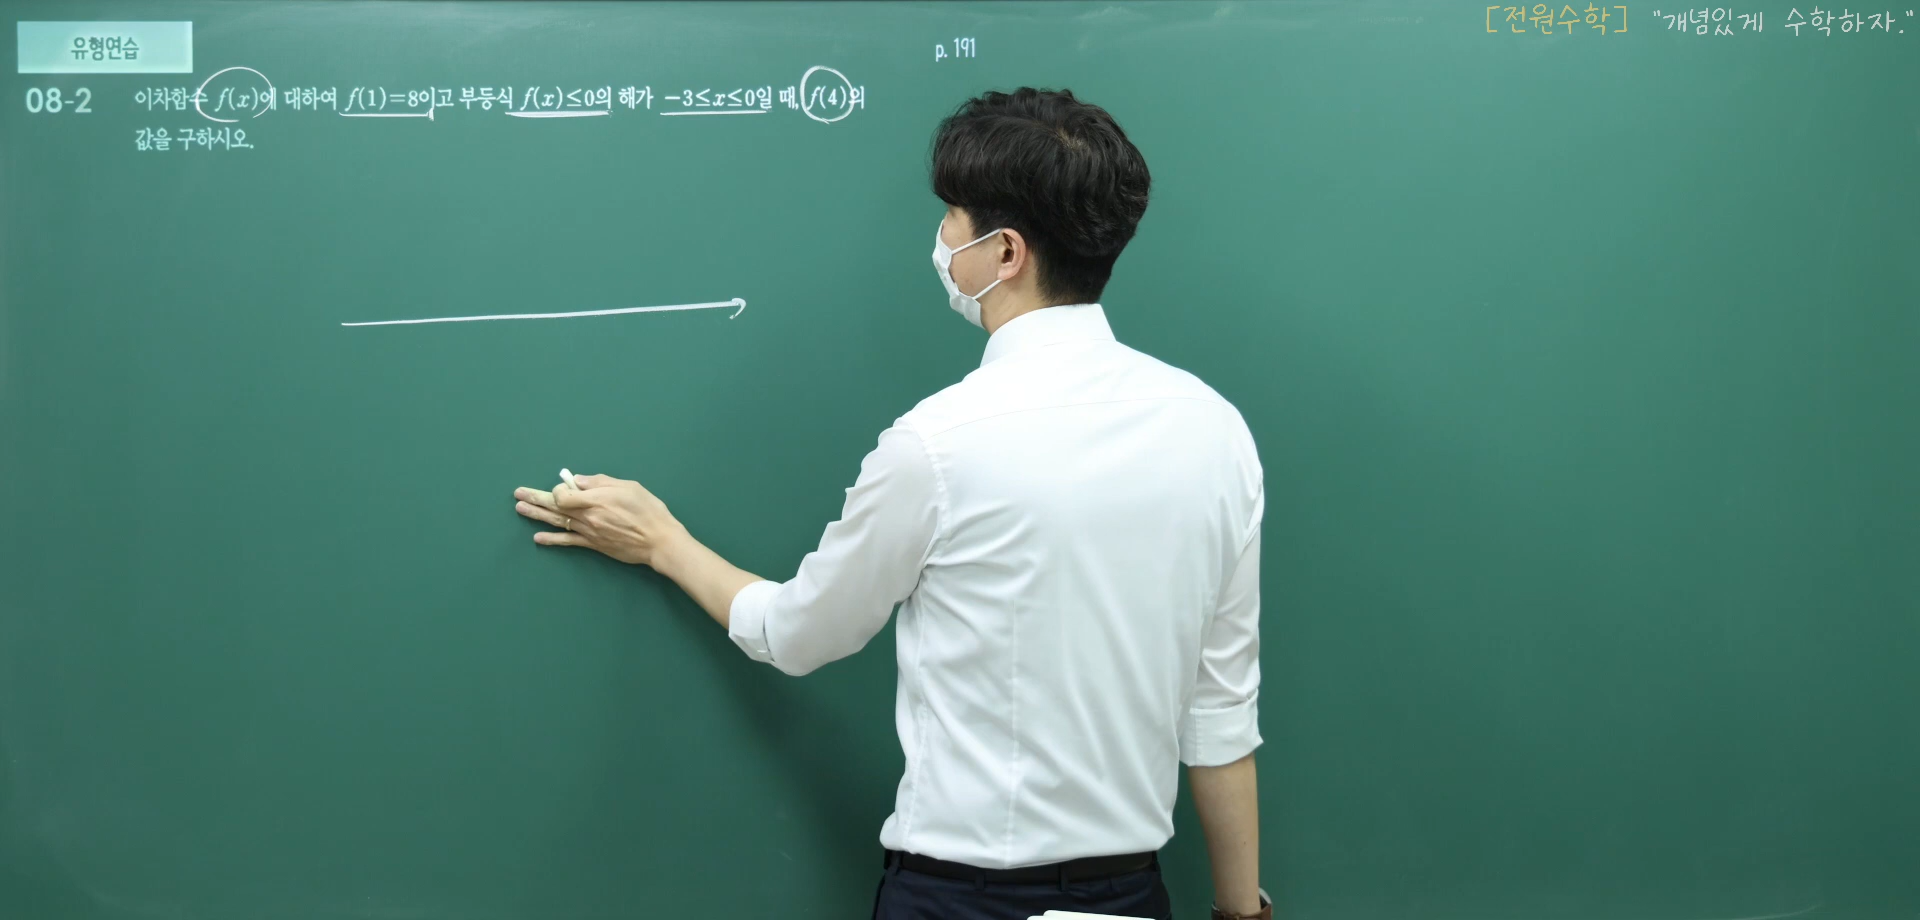 [전원수학] "개념있게 수학하자."
유형연습
p. 191
08-2 이차함수 f(x)에 대하여 f(1)=8이고 부등식 f(x)≤0의 해가 -3≤x≤0일 때, f(4)의
값을 구하시오.